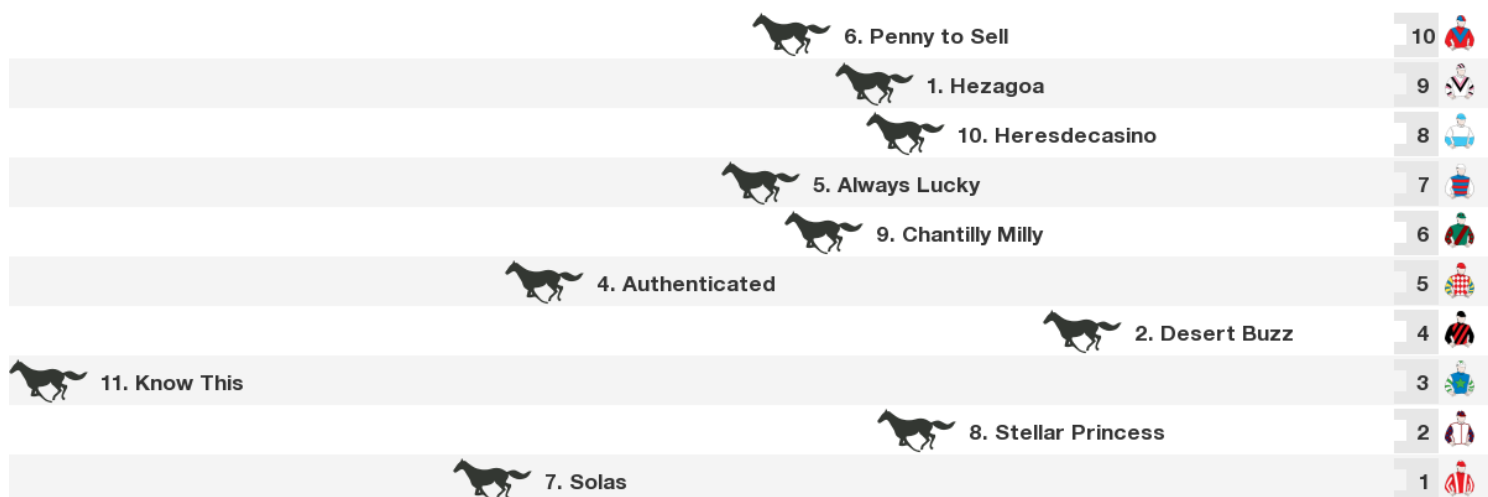 6. Penny to Sell 10
1. Hezagoa 9
10. Heresdecasino 8
5. Always Lucky 7
9. Chantilly Milly 6
4. Authenticated 5
2. Desert Buzz 4
11. Know This 3
8. Stellar Princess 2
7. Solas 1